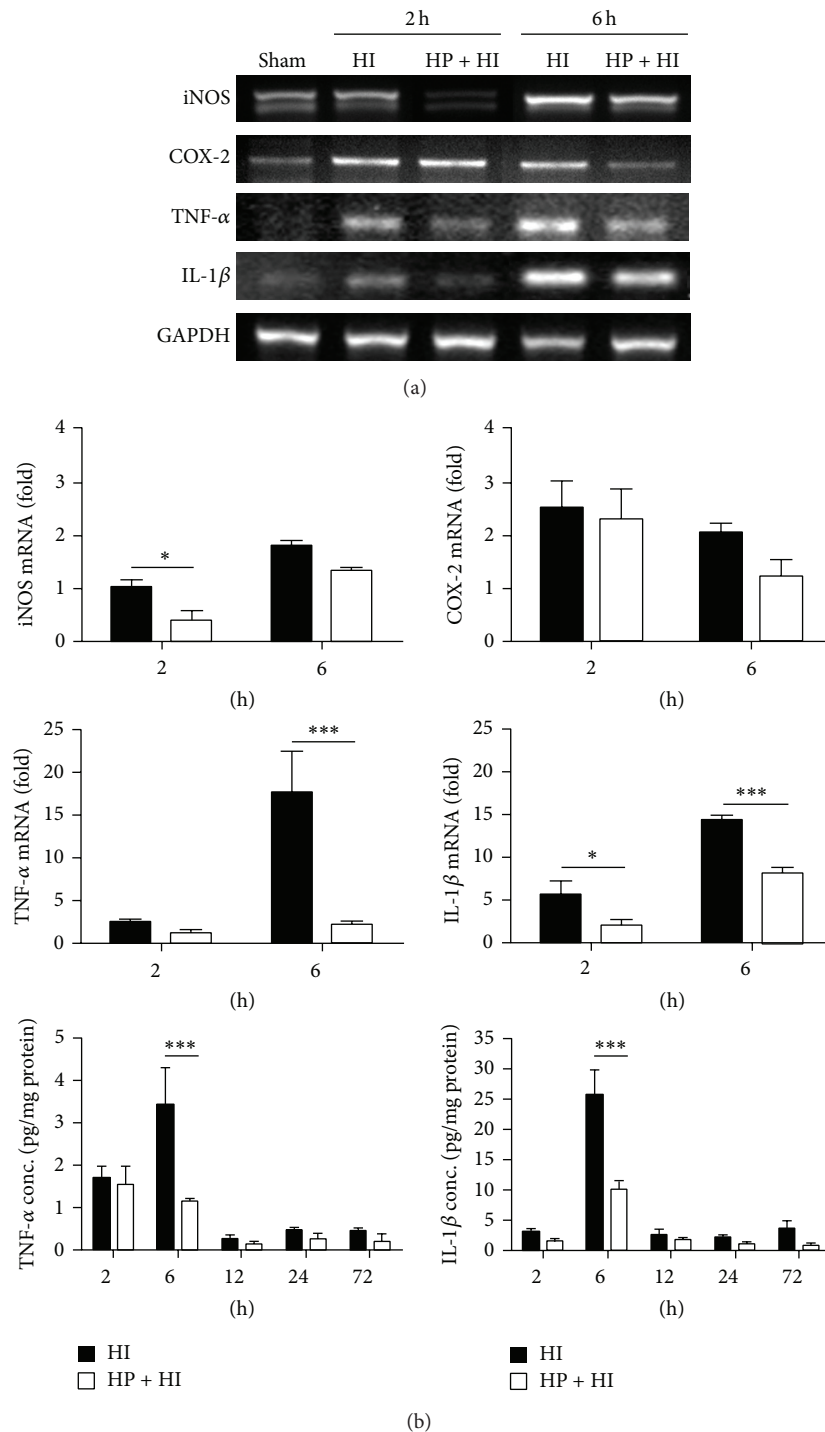 2 h 6 h
Sham HI HP + HI HI HP + HI
iNOS
COX-2
TNF-α
IL-1β
GAPDH
(a)
iNOS mRNA (fold)
4
3
2
1
0
*
2 6
(h)
COX-2 mRNA (fold)
4
3
2
1
0
2 6
(h)
TNF-α mRNA (fold)
25
20
15
10
5
0
***
2 6
(h)
IL-1β mRNA (fold)
25
20
15
10
5
0
*
***
2 6
(h)
TNF-α conc. (pg/mg protein)
5
4
3
2
1
0
***
2 6 12 24 72
(h)
HI
HP + HI
IL-1β conc. (pg/mg protein)
35
30
25
20
15
10
5
0
***
2 6 12 24 72
(h)
HI
HP + HI
(b)